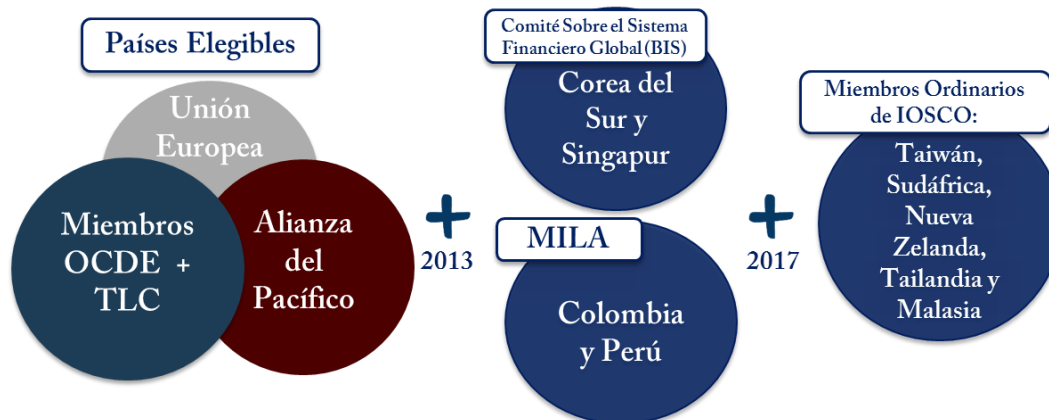 Países Elegibles
Unión
Europea
Miembros
OCDE +
TLC
Alianza
del
Pacífico
2013
Comité Sobre el Sistema
Financiero Global (BIS)
Corea del
Sur y
Singapur
MILA
Colombia
y Perú
2017
Miembros Ordinarios
de IOSCO:
Taiwán,
Sudáfrica,
Nueva
Zelanda,
Tailandia y
Malasia